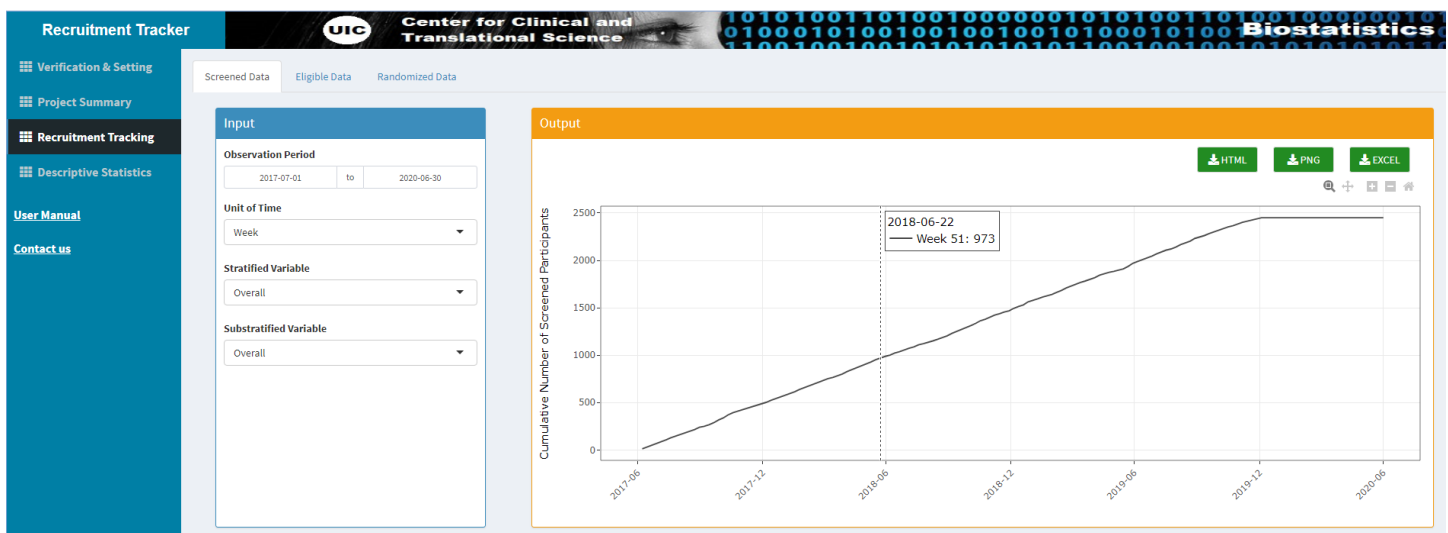 Recruitment Tracker
UIC
Center for Clinical and
Translational Science
Biostatistics
Verification & Setting
Project Summary
Recruitment Tracking
Descriptive Statistics
User Manual
Contact us
Screened Data
Eligible Data
Randomized Data
Input
Observation Period
2017-07-01 to 2020-06-30
Unit of Time
Week
Stratified Variable
Overall
Substratified Variable
Overall
Output
HTML
PNG
EXCEL
Cumulative Number of Screened Participants
2500
2000
1500
1000
500
0
2018-06-22
Week 51: 973
2017-06
2017-12
2018-06
2018-12
2019-06
2019-12
2020-06